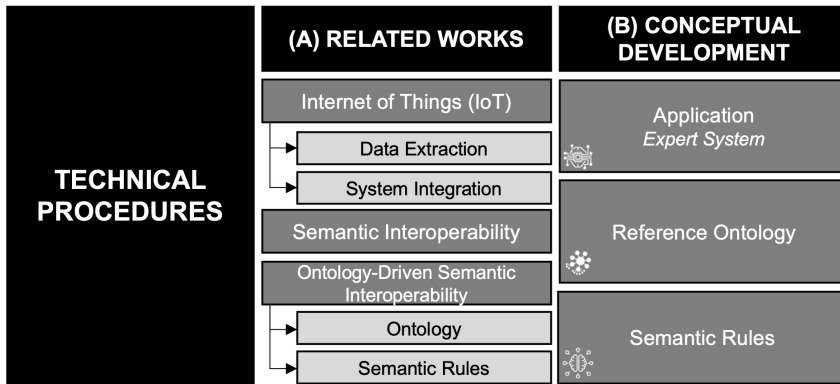 TECHNICAL
PROCEDURES
(A) RELATED WORKS
Internet of Things (IoT)
Data Extraction
System Integration
Semantic Interoperability
Ontology-Driven Semantic
Interoperability
Ontology
Semantic Rules
(B) CONCEPTUAL
DEVELOPMENT
Application
Expert System
Reference Ontology
Semantic Rules